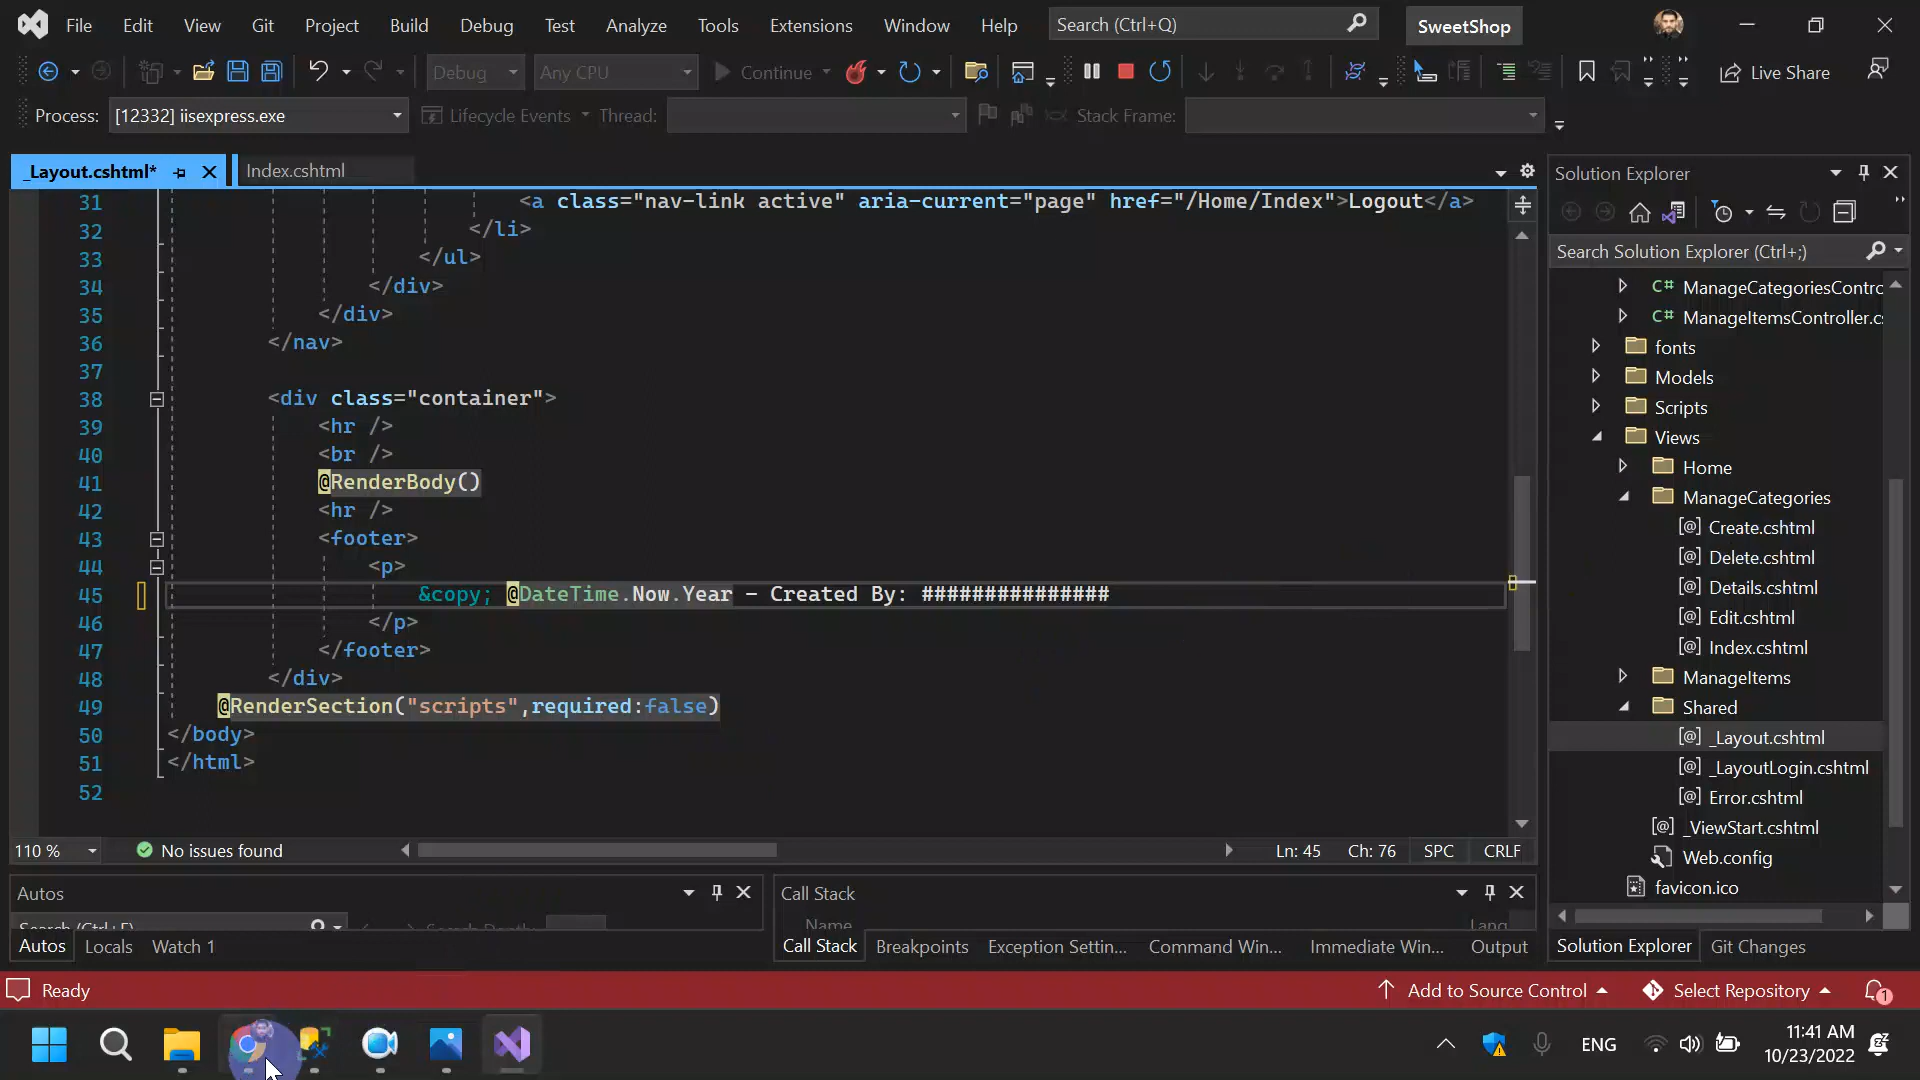 File Edit View Git Project Build Debug Test Analyze Tools Extensions Window Help Search (Ctrl+Q) SweetShop
Debug Any CPU Continue Live Share
Process: [12332] iisexpress.exe Lifecycle Events Thread: Stack Frame:
_Layout.cshtml* Index.cshtml
31 <a class="nav-link active" aria-current="page" href="/Home/Index">Logout</a>
32 </li>
33 </ul>
34 </div>
35 </div>
36 </nav>
37
38 <div class="container">
39 <hr />
40 <br />
41 @RenderBody()
42 <hr />
43 <footer>
44 <p>
45 &copy; @DateTime.Now.Year - Created By: ###############
46 </p>
47 </footer>
48 </div>
49 @RenderSection("scripts",required:false)
50 </body>
51 </html>
52
110 % No issues found Ln: 45 Ch: 76 SPC CRLF
Solution Explorer
Search Solution Explorer (Ctrl+;)
C# ManageCategoriesContro
C# ManageItemsController.c
fonts
Models
Scripts
Views
Home
ManageCategories
[@] Create.cshtml
[@] Delete.cshtml
[@] Details.cshtml
[@] Edit.cshtml
[@] Index.cshtml
ManageItems
Shared
[@] _Layout.cshtml
[@] _LayoutLogin.cshtml
[@] Error.cshtml
[@] _ViewStart.cshtml
Web.config
favicon.ico
Solution Explorer Git Changes
Autos
Search (Ctrl+E) Search Depth:
Autos Locals Watch 1
Call Stack
Name Lang
Call Stack Breakpoints Exception Settin... Command Win... Immediate Win... Output
Ready Add to Source Control Select Repository 1
ENG 11:41 AM
10/23/2022